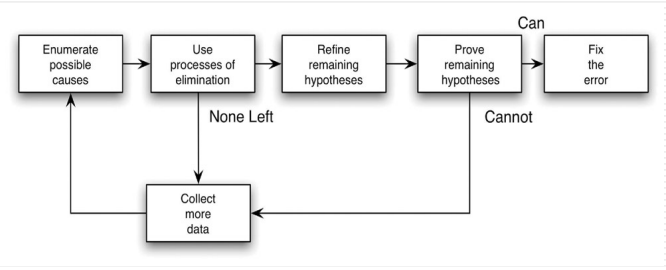 Can
Enumerate
possible
causes
Use
processes of
elimination
Refine
remaining
hypotheses
Prove
remaining
hypotheses
Fix
the
error
None Left
Cannot
Collect
more
data